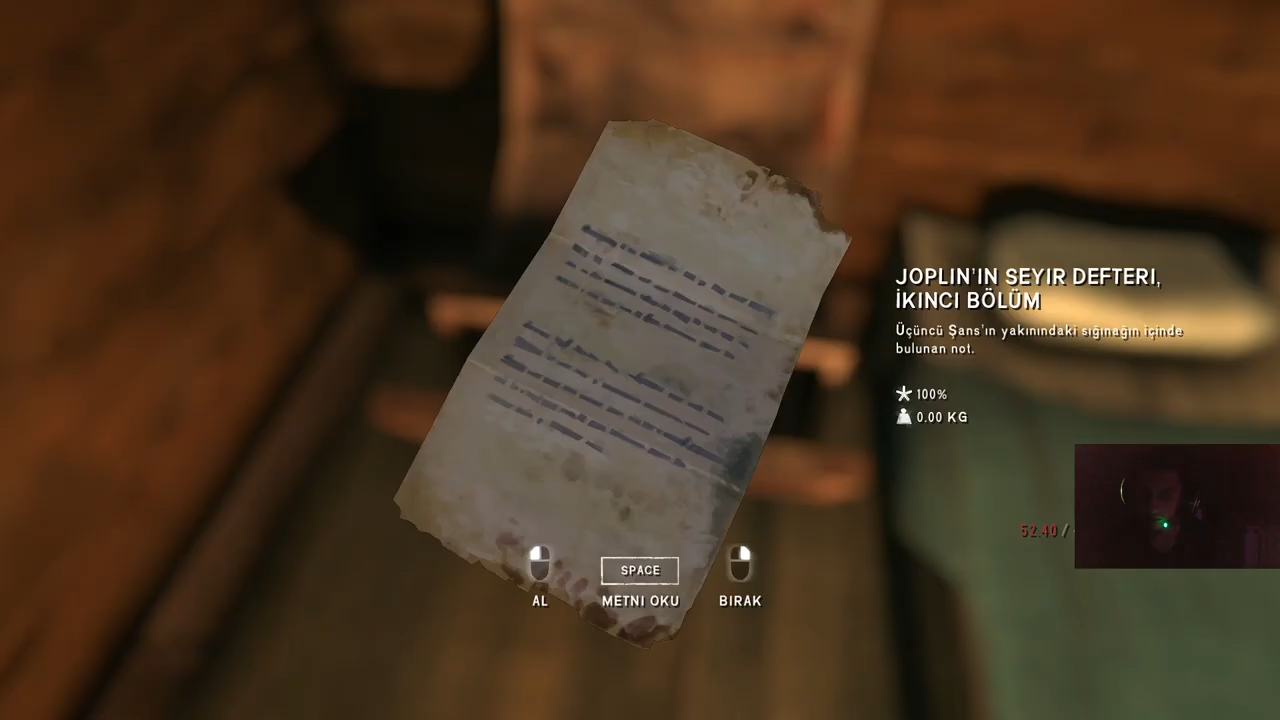 JOPLIN'IN SEYIR DEFTERI,
İKINCI BÖLÜM
Üçüncü Şans'ın yakınındaki sığınağın içinde
bulunan not.
100%
0.00 KG
52.40 /
SPACE
AL
METNI OKU
BIRAK